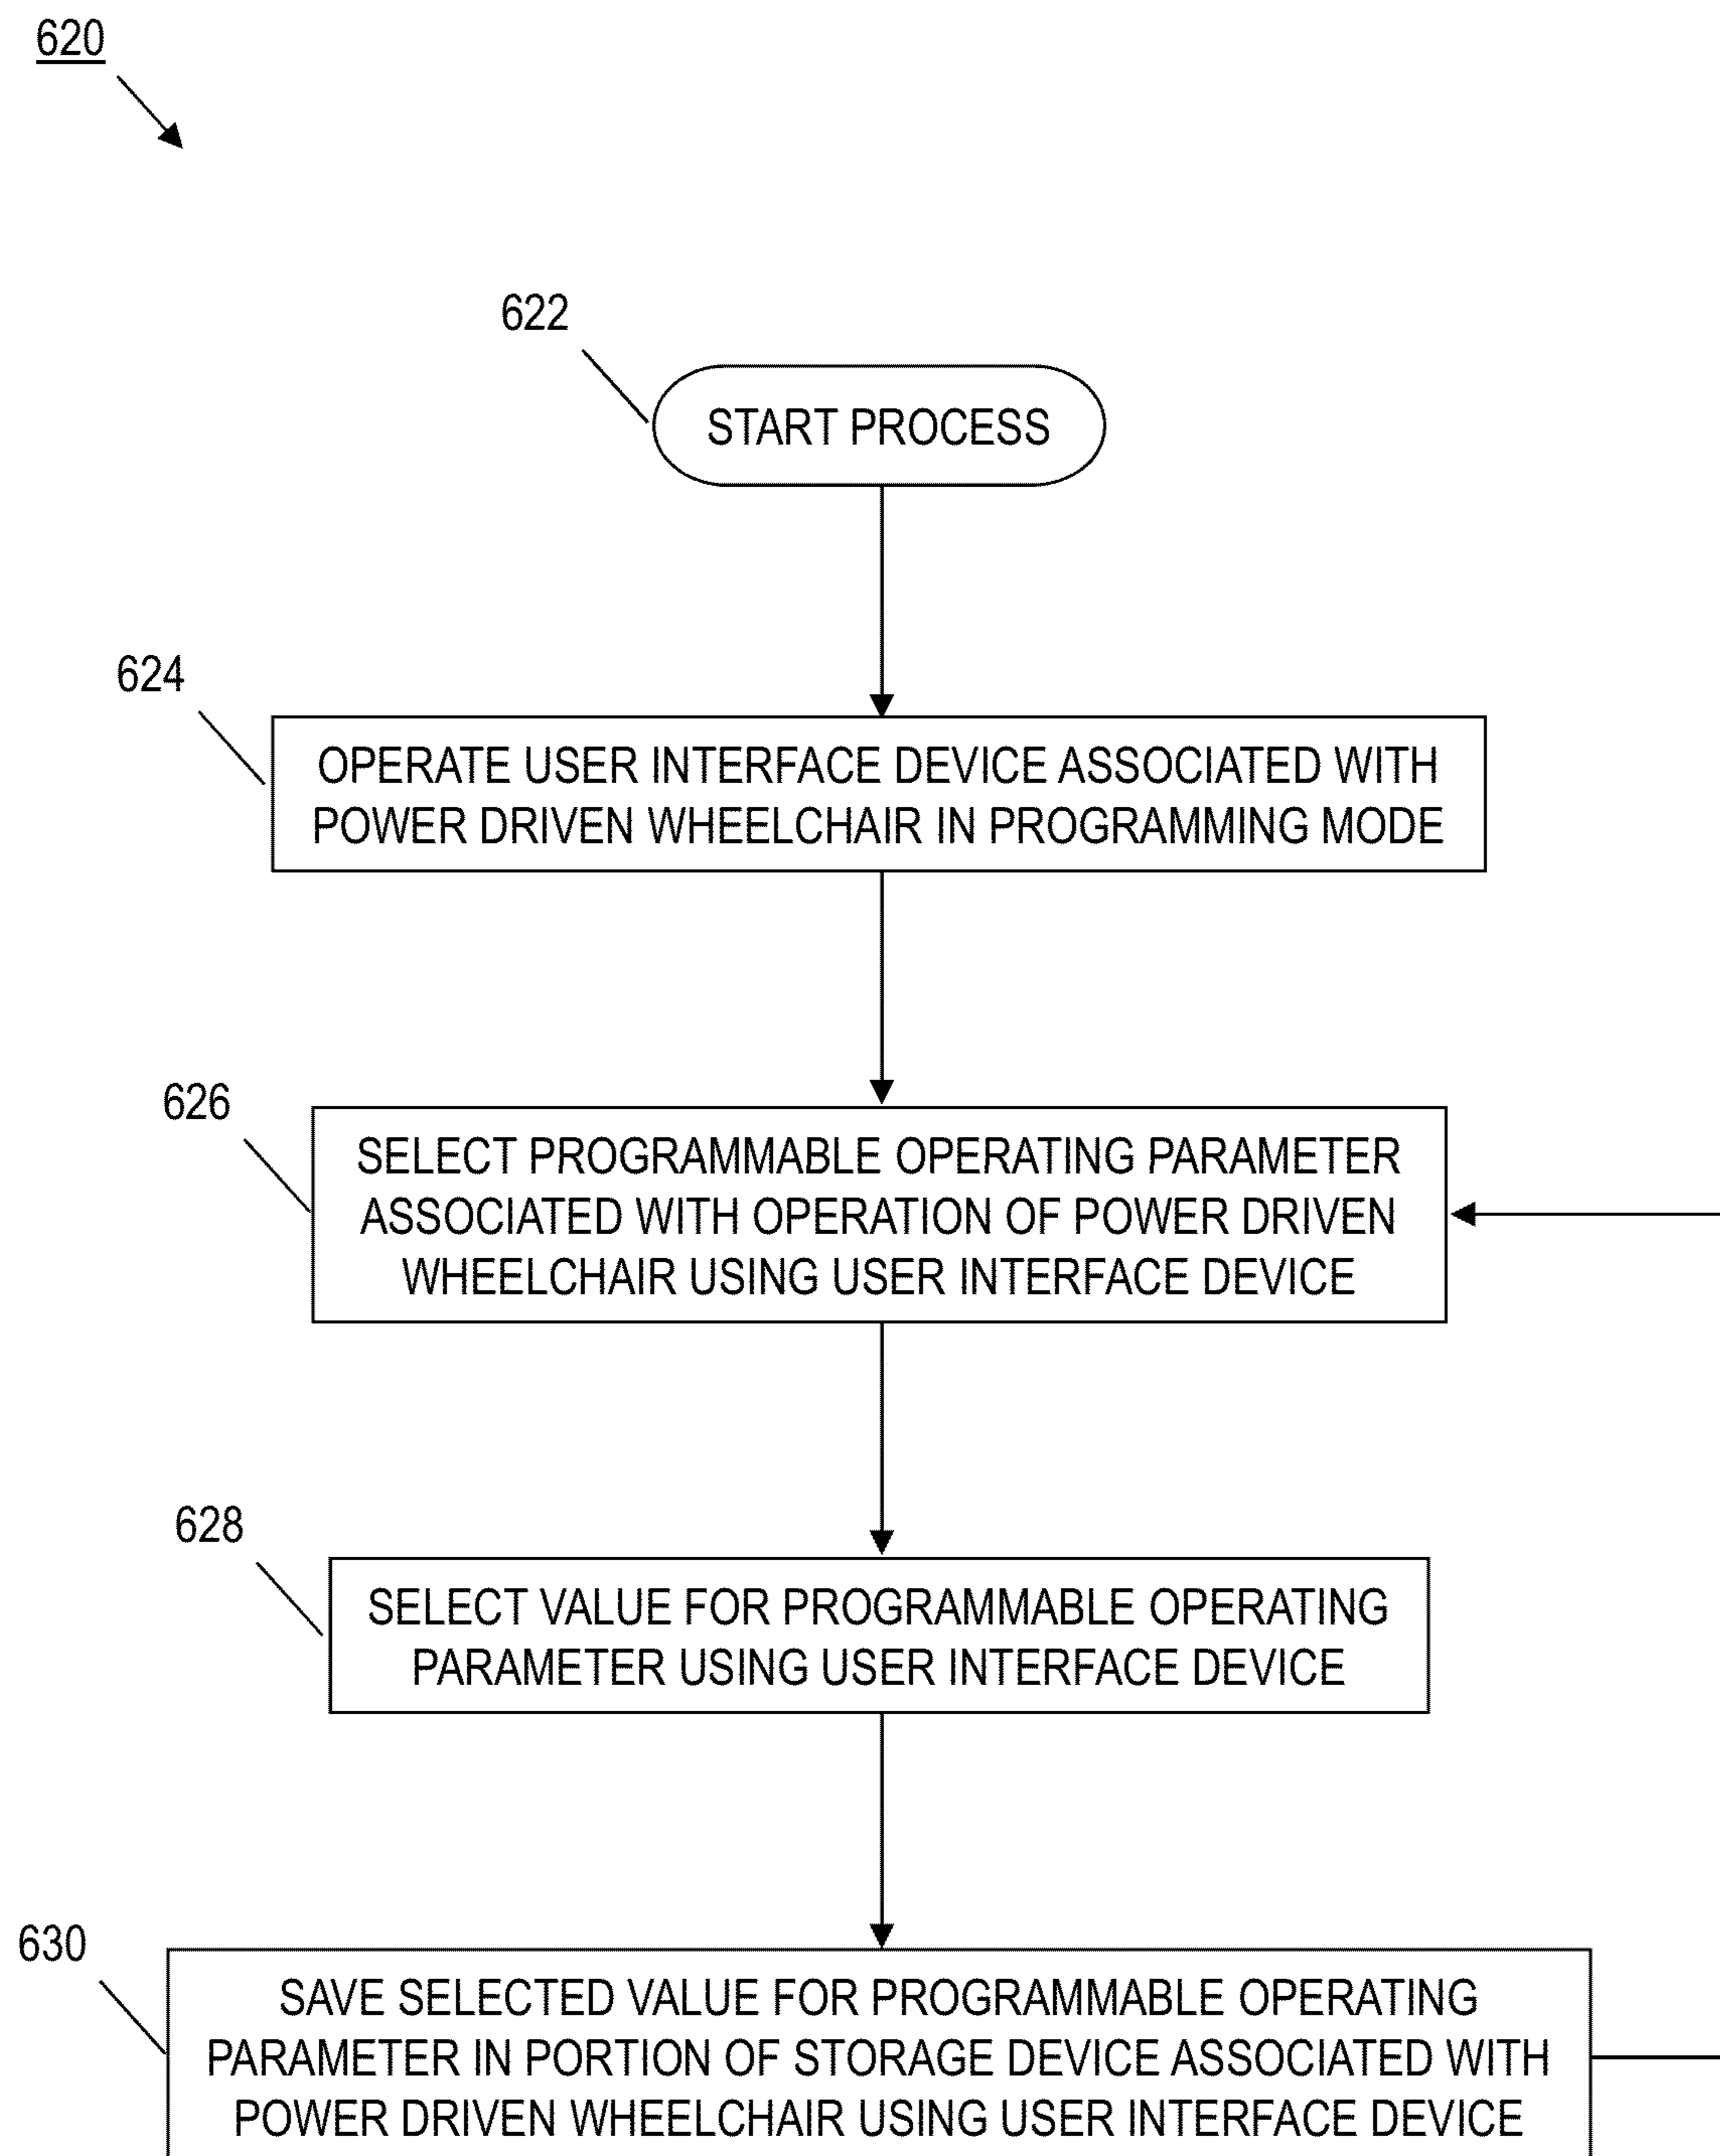 620
622
START PROCESS
624
OPERATE USER INTERFACE DEVICE ASSOCIATED WITH
POWER DRIVEN WHEELCHAIR IN PROGRAMMING MODE
626
SELECT PROGRAMMABLE OPERATING PARAMETER
ASSOCIATED WITH OPERATION OF POWER DRIVEN
WHEELCHAIR USING USER INTERFACE DEVICE
628
SELECT VALUE FOR PROGRAMMABLE OPERATING
PARAMETER USING USER INTERFACE DEVICE
630
SAVE SELECTED VALUE FOR PROGRAMMABLE OPERATING
PARAMETER IN PORTION OF STORAGE DEVICE ASSOCIATED WITH
POWER DRIVEN WHEELCHAIR USING USER INTERFACE DEVICE